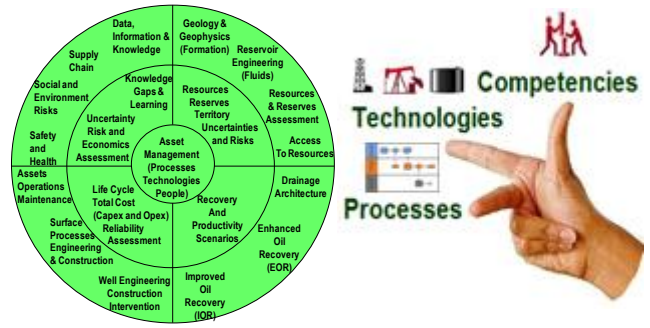 Data,
Information &
Knowledge
Supply
Chain
Social and
Environment
Risks
Safety
and
Health
Geology &
Geophysics
(Formation)
Reservoir
Engineering
(Fluids)
Resources
& Reserves
Assessment
Access
To Resources
Knowledge
Gaps &
Learning
Uncertainty
Risk and
Economics
Assessment
Resources
Reserves
Territory
Uncertainties
and Risks
Asset
Management
(Processes
Technologies
People)
Assets
Operations
Maintenance
Surface
Processes
Engineering
& Construction
Well Engineering
Construction
Intervention
Life Cycle
Total Cost
(Capex and Opex)
Reliability
Assessment
Recovery
And
Productivity
Scenarios
Drainage
Architecture
Enhanced
Oil
Recovery
(EOR)
Improved
Oil
Recovery
(IOR)
Competencies
Technologies
Processes